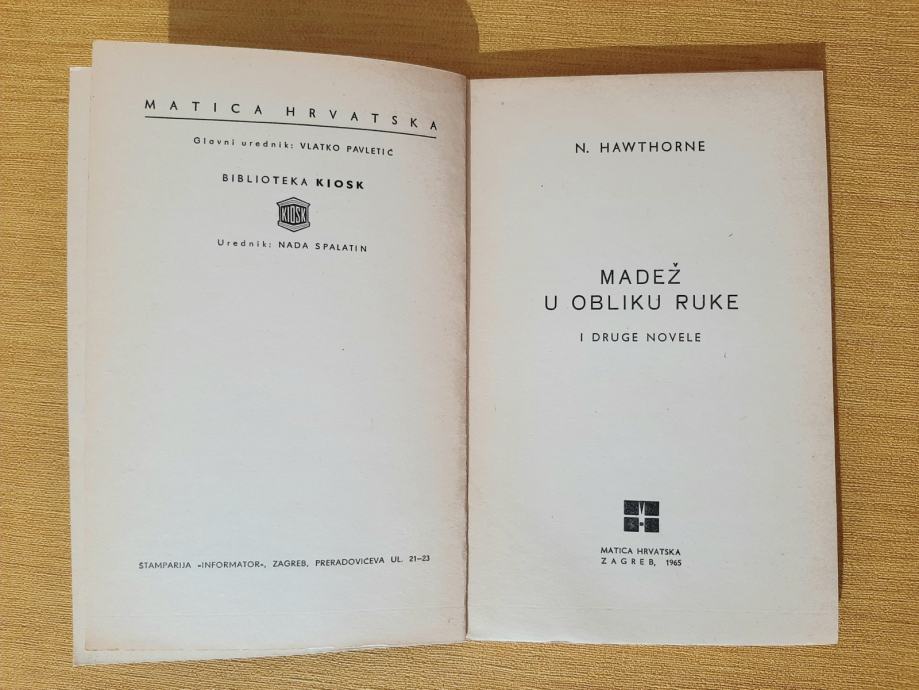 MATICA HRVATSKA
Glavni urednik: VLATKO PAVLETIĆ
BIBLIOTEKA KIOSK
KIOSK
Urednik: NADA SPALATIN
ŠTAMPARIJA »INFORMATOR«, ZAGREB, PRERADOVIĆEVA UL. 21–23
N. HAWTHORNE
MADEŽ
U OBLIKU RUKE
I DRUGE NOVELE
MATICA HRVATSKA
ZAGREB, 1965